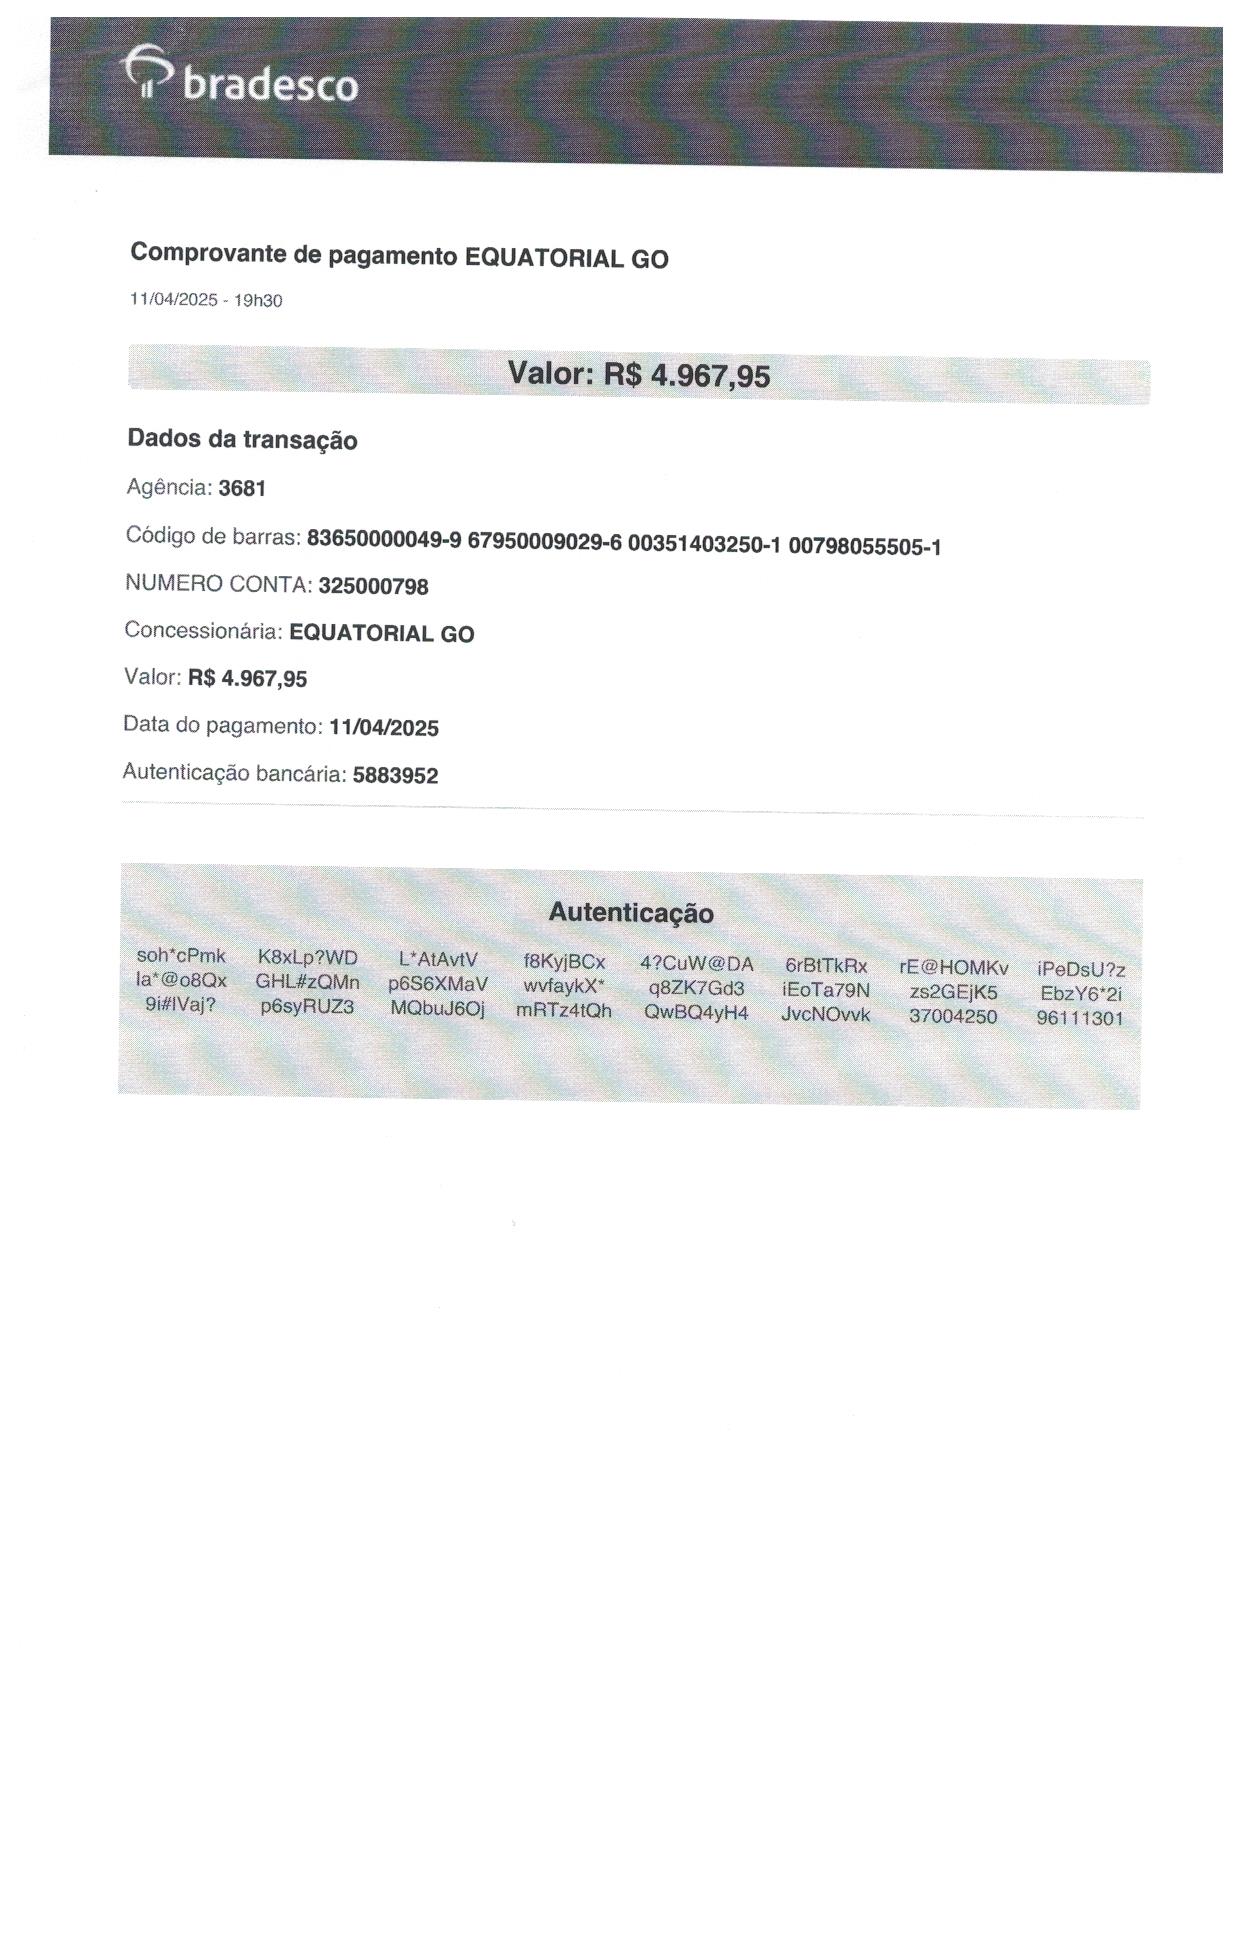 bradesco
Comprovante de pagamento EQUATORIAL GO
11/04/2025 - 19h30
Valor: R$ 4.967,95
Dados da transação
Agência: 3681
Código de barras: 83650000049-9 67950009029-6 00351403250-1 00798055505-1
NUMERO CONTA: 325000798
Concessionária: EQUATORIAL GO
Valor: R$ 4.967,95
Data do pagamento: 11/04/2025
Autenticação bancária: 5883952
Autenticação
soh*cPmk K8xLp?WD L*AtAvtV f8KyjBCx 4?CuW@DA 6rBtTkRx rE@HOMKv iPeDsU?z
la*@o8Qx GHL#zQMn p6S6XMaV wvfaykX* q8ZK7Gd3 iEoTa79N zs2GEjK5 EbzY6*2i
9i#lVaj? p6syRUZ3 MQbuJ6Oj mRTz4tQh QwBQ4yH4 JvcNOvvk 37004250 96111301